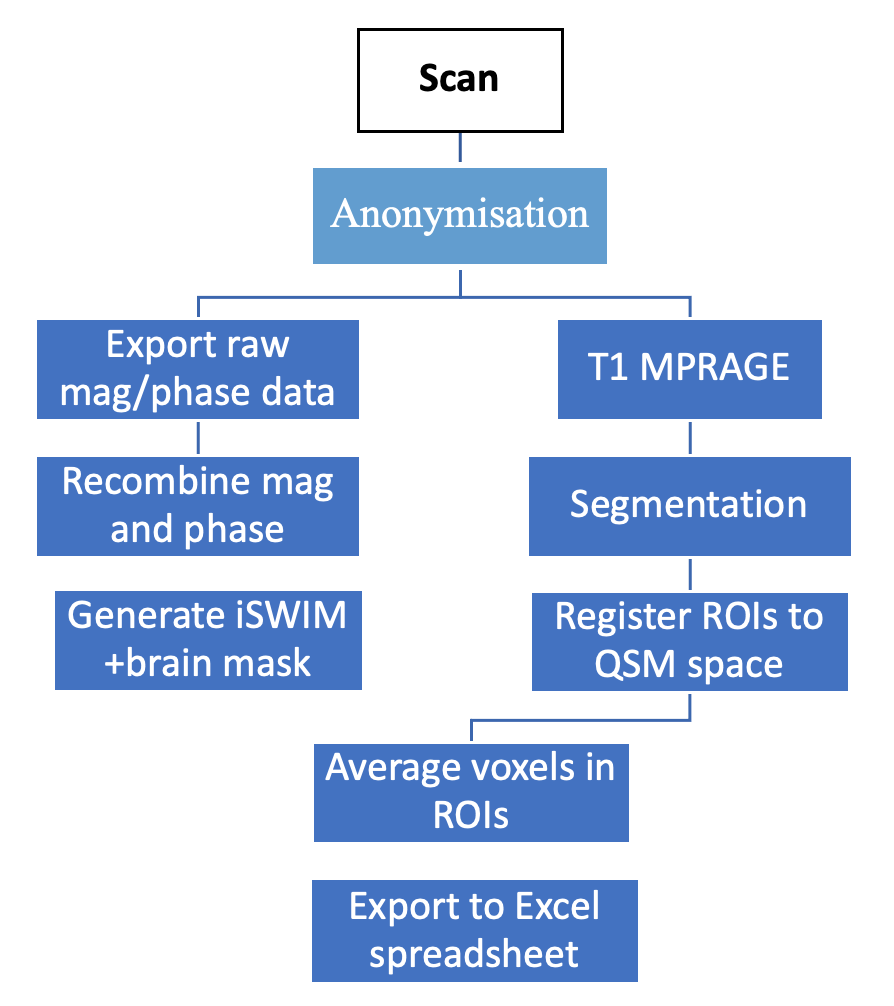 Scan
Anonymisation
Export raw
mag/phase data
T1 MPRAGE
Recombine mag
and phase
Segmentation
Generate iSWIM
+brain mask
Register ROIs to
QSM space
Average voxels in
ROIs
Export to Excel
spreadsheet